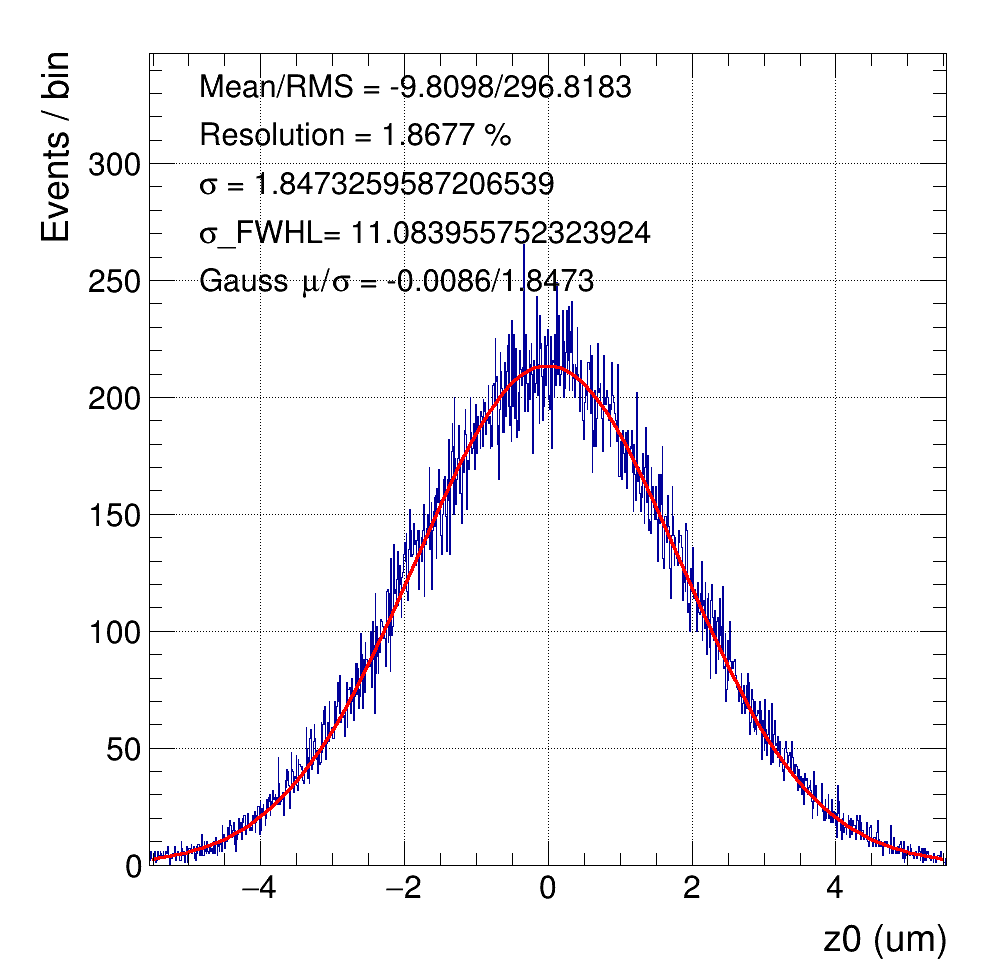 Events / bin
Mean/RMS = -9.8098/296.8183
Resolution = 1.8677 %
σ = 1.8473259587206539
σ_FWHL= 11.083955752323924
Gauss μ/σ = -0.0086/1.8473
300
250
200
150
100
50
0
−4 −2 0 2 4
z0 (um)